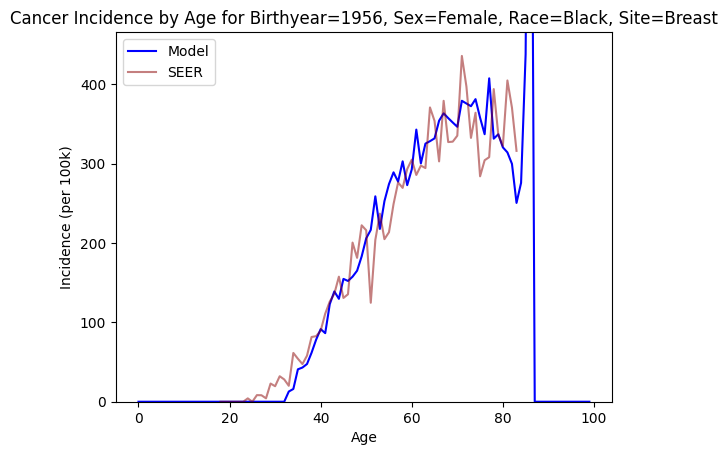 Cancer Incidence by Age for Birthyear=1956, Sex=Female, Race=Black, Site=Breast
Model
SEER
400
300
200
100
0
Incidence (per 100k)
0 20 40 60 80 100
Age